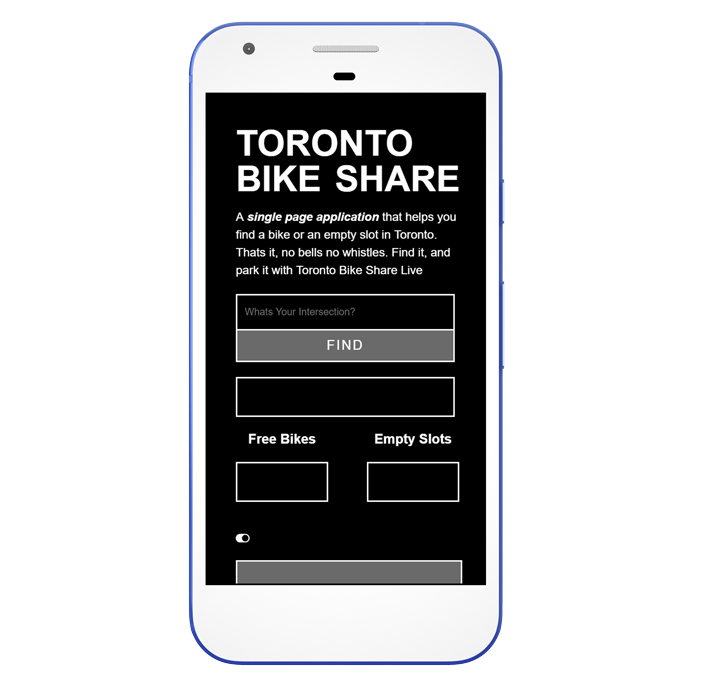 TORONTO
BIKE SHARE
A single page application that helps you
find a bike or an empty slot in Toronto.
Thats it, no bells no whistles. Find it, and
park it with Toronto Bike Share Live
Whats Your Intersection?
FIND
Free Bikes Empty Slots